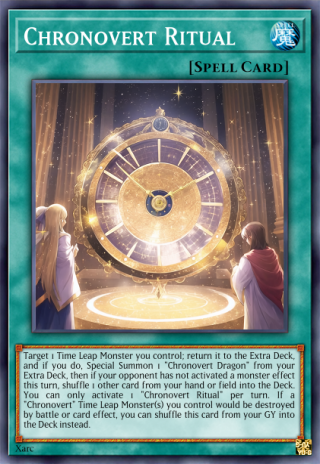 Chronovert Ritual
魔
[Spell Card]
Target 1 Time Leap Monster you control; return it to the Extra Deck,
and if you do, Special Summon 1 "Chronovert Dragon" from your
Extra Deck, then if your opponent has not activated a monster effect
this turn, shuffle 1 other card from your hand or field into the Deck.
You can only activate 1 "Chronovert Ritual" per turn. If a
"Chronovert" Time Leap Monster(s) you control would be destroyed
by battle or card effect, you can shuffle this card from your GY into
the Deck instead.
Xarc